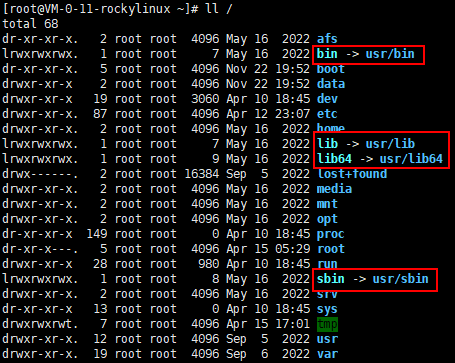 [root@VM-0-11-rockylinux ~]# ll /
total 68
dr-xr-xr-x.   2 root root  4096 May 16  2022 afs
lrwxrwxrwx.   1 root root     7 May 16  2022 bin -> usr/bin
dr-xr-xr-x.   5 root root  4096 Nov 22 19:52 boot
drwxr-xr-x    2 root root  4096 Nov 22 19:52 data
drwxr-xr-x   19 root root  3060 Apr 10 18:45 dev
drwxr-xr-x.  87 root root  4096 Apr 12 23:07 etc
drwxr-xr-x.   2 root root  4096 May 16  2022 home
lrwxrwxrwx.   1 root root     7 May 16  2022 lib -> usr/lib
lrwxrwxrwx.   1 root root     9 May 16  2022 lib64 -> usr/lib64
drwx------.   2 root root 16384 Sep  5  2022 lost+found
drwxr-xr-x.   2 root root  4096 May 16  2022 media
drwxr-xr-x.   2 root root  4096 May 16  2022 mnt
drwxr-xr-x.   2 root root  4096 May 16  2022 opt
dr-xr-xr-x  149 root root     0 Apr 10 18:45 proc
dr-xr-x---.   5 root root  4096 Apr 15 05:29 root
drwxr-xr-x   28 root root   980 Apr 10 18:45 run
lrwxrwxrwx.   1 root root     8 May 16  2022 sbin -> usr/sbin
drwxr-xr-x.   2 root root  4096 May 16  2022 srv
dr-xr-xr-x   13 root root     0 Apr 10 18:45 sys
drwxrwxrwt.   7 root root  4096 Apr 15 17:01 tmp
drwxr-xr-x.  12 root root  4096 Sep  5  2022 usr
drwxr-xr-x.  19 root root  4096 Sep  6  2022 var